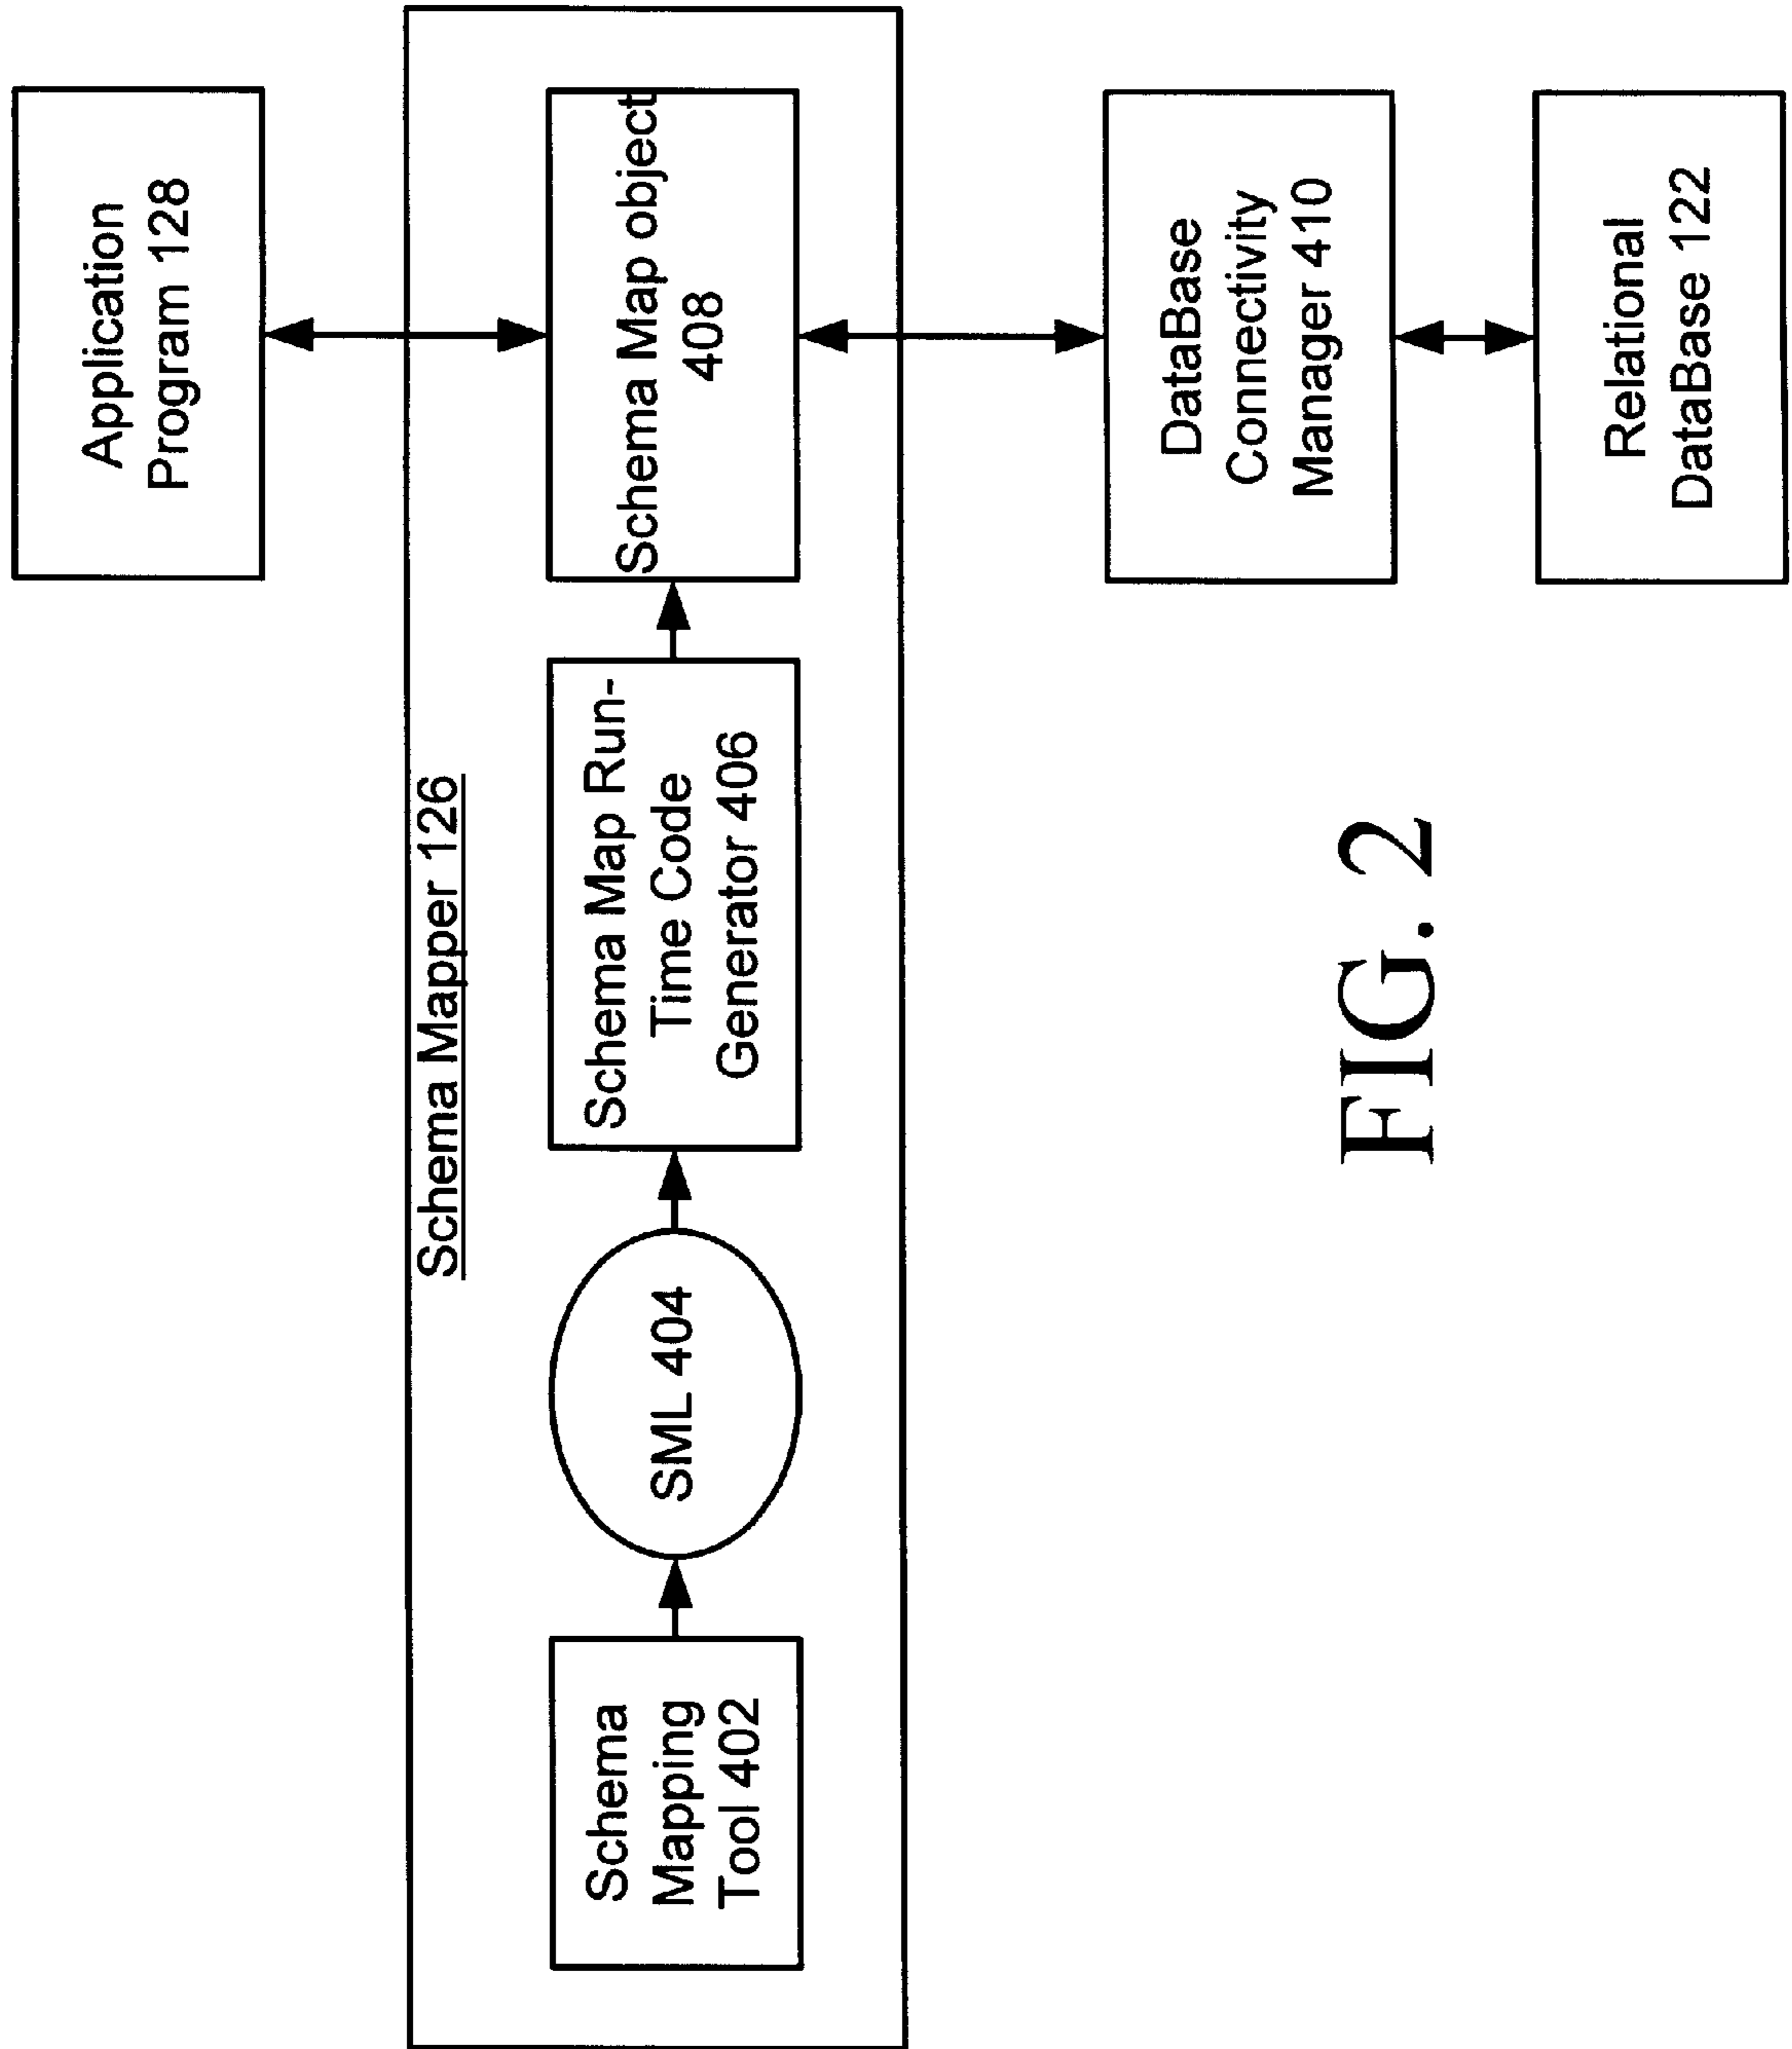 Application
Program 128
Schema Mapper 126
Schema
Mapping
Tool 402
SML 404
Schema Map Run-
Time Code
Generator 406
Schema Map object
408
DataBase
Connectivity
Manager 410
Relational
DataBase 122
FIG. 2